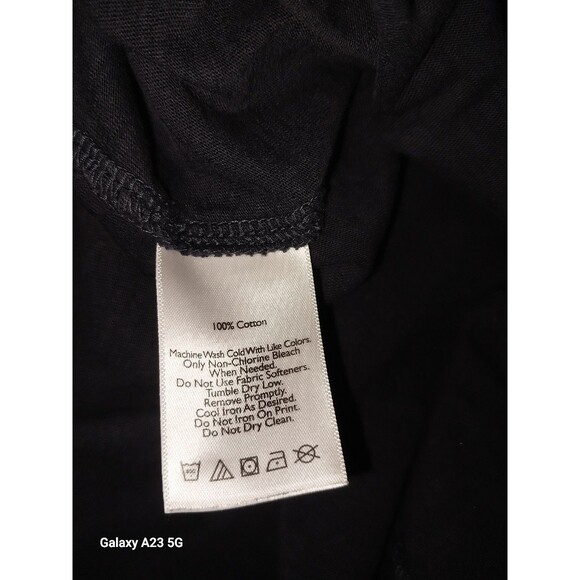 100% Cotton
Machine Wash Cold With Like Colors.
Only Non-Chlorine Bleach
When Needed.
Do Not Use Fabric Softeners.
Tumble Dry Low.
Remove Promptly.
Cool Iron As Desired.
Do Not Iron On Print.
Do Not Dry Clean.
Galaxy A23 5G